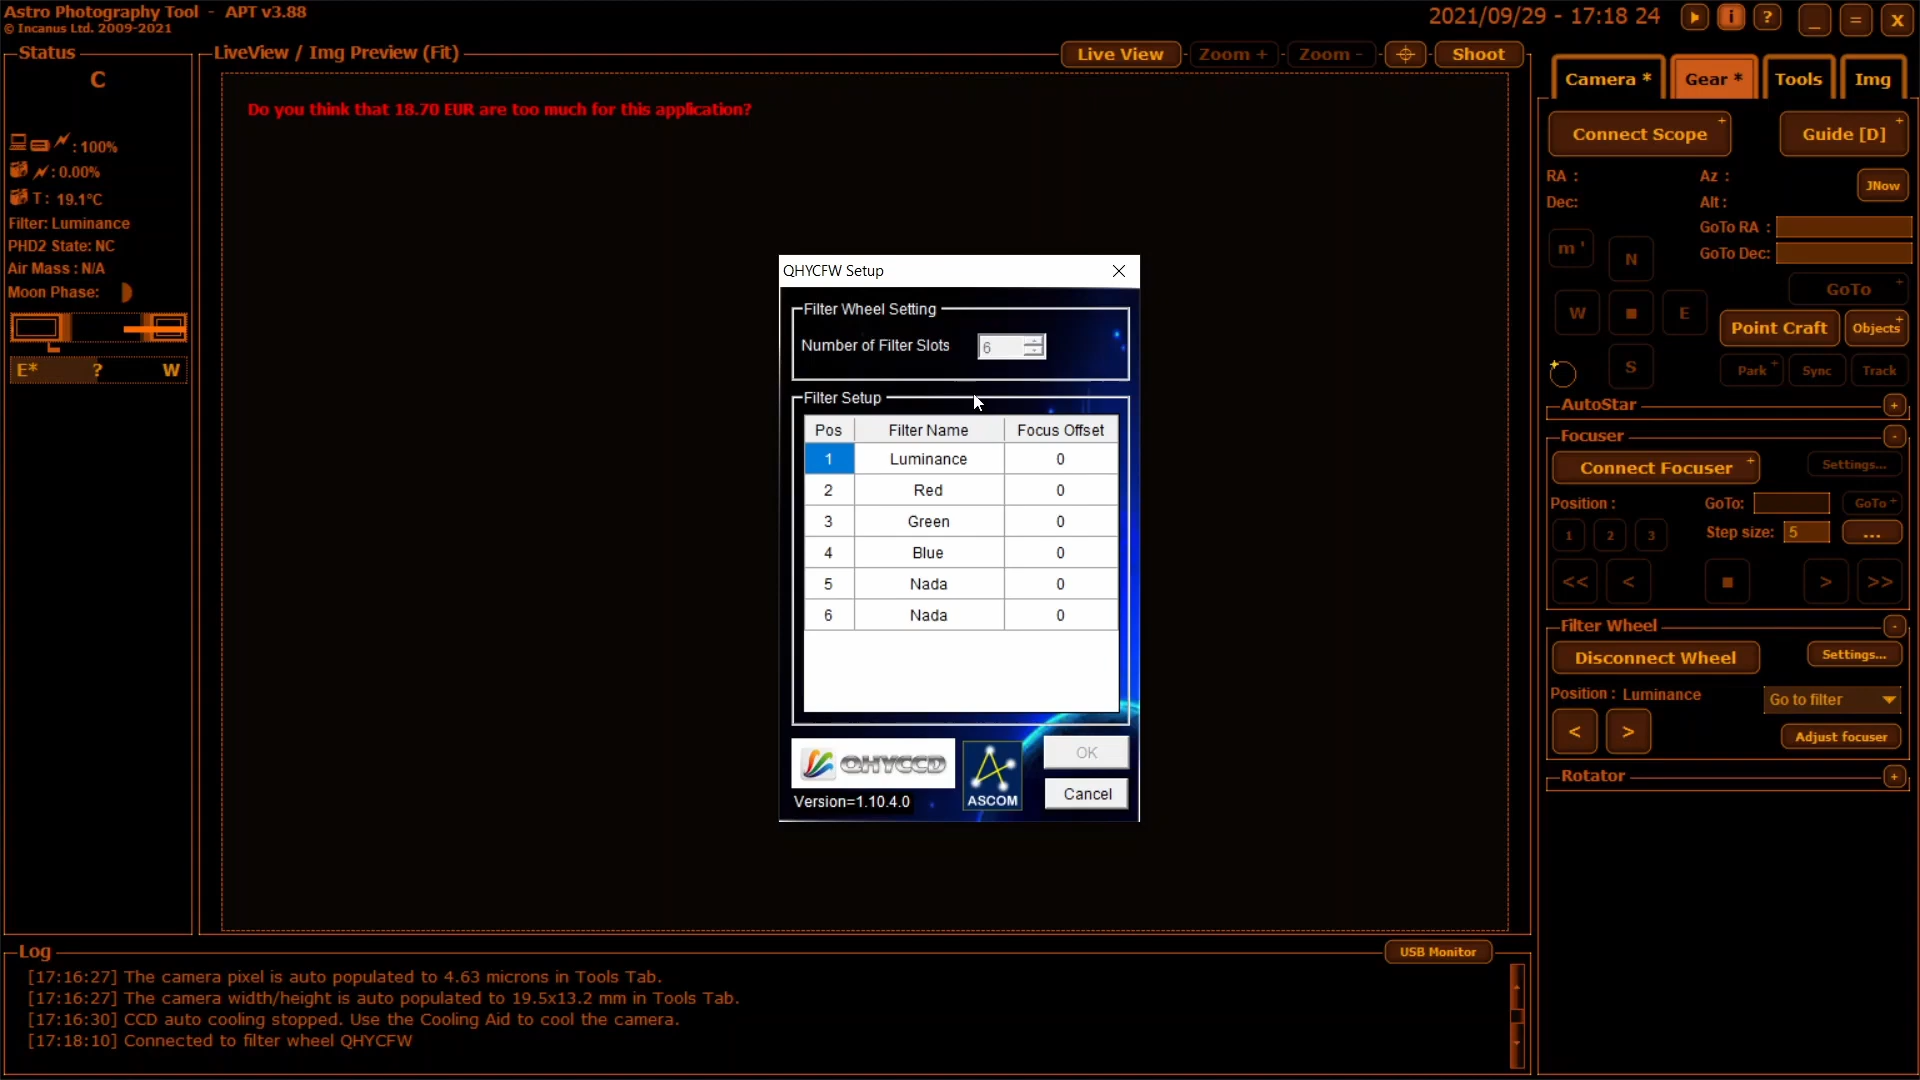 Astro Photography Tool - APT v3.88
© Incanus Ltd. 2009-2021
2021/09/29 - 17:18 24
i
?
_
=
X
Status
C
: 100%
: 0.00%
T : 19.1°C
Filter: Luminance
PHD2 State: NC
Air Mass : N/A
Moon Phase:
E* ? W
LiveView / Img Preview (Fit)
Live View
Zoom +
Zoom -
Shoot
Do you think that 18.70 EUR are too much for this application?
QHYCFW Setup
Filter Wheel Setting
Number of Filter Slots 6
Filter Setup
Pos Filter Name Focus Offset
1 Luminance 0
2 Red 0
3 Green 0
4 Blue 0
5 Nada 0
6 Nada 0
QHYCCD
Version=1.10.4.0
ASCOM
OK
Cancel
Camera *
Gear *
Tools
Img
Connect Scope +
Guide [D] +
RA :
Az :
JNow
Dec:
Alt :
GoTo RA :
GoTo Dec:
m '
N
W
E
S
GoTo +
Point Craft
Objects +
Park +
Sync
Track
AutoStar +
Focuser -
Connect Focuser +
Settings...
Position :
GoTo:
GoTo +
1
2
3
Step size: 5
...
<<
<
>
>>
Filter Wheel -
Disconnect Wheel
Settings...
Position : Luminance
Go to filter
<
>
Adjust focuser
Rotator +
Log
USB Monitor
[17:16:27] The camera pixel is auto populated to 4.63 microns in Tools Tab.
[17:16:27] The camera width/height is auto populated to 19.5x13.2 mm in Tools Tab.
[17:16:30] CCD auto cooling stopped. Use the Cooling Aid to cool the camera.
[17:18:10] Connected to filter wheel QHYCFW